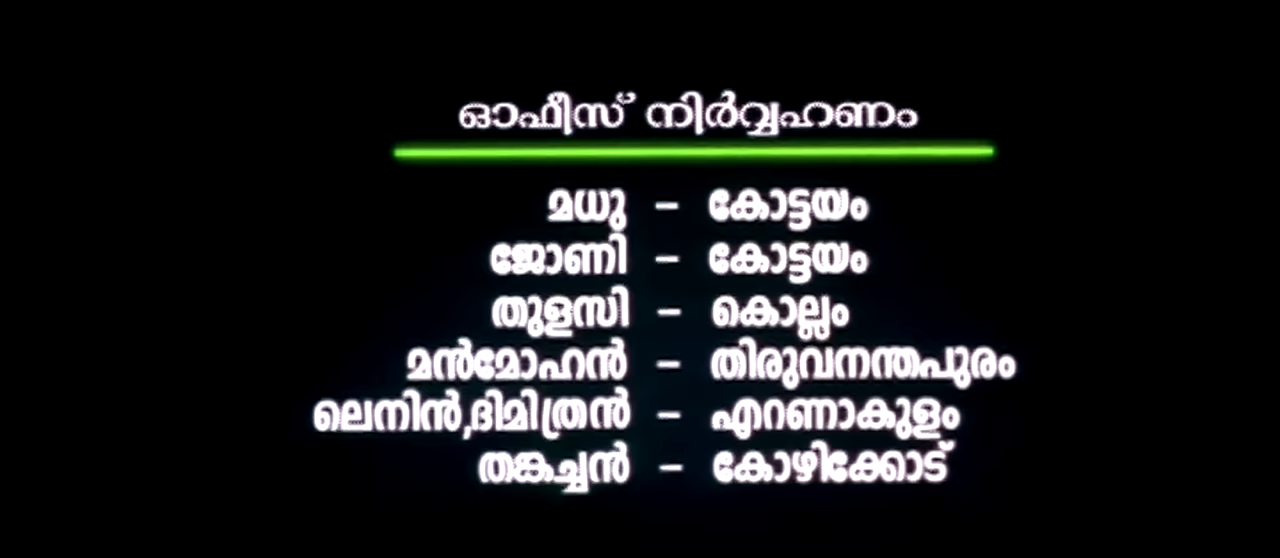 ഓഫീസ് നിർവ്വഹണം
മധു – കോട്ടയം
ജോണി – കോട്ടയം
തുളസി – കൊല്ലം
മൻമോഹൻ – തിരുവനന്തപുരം
ലെനിൻ,ദിമിത്രൻ – എറണാകുളം
തങ്കച്ചൻ – കോഴിക്കോട്